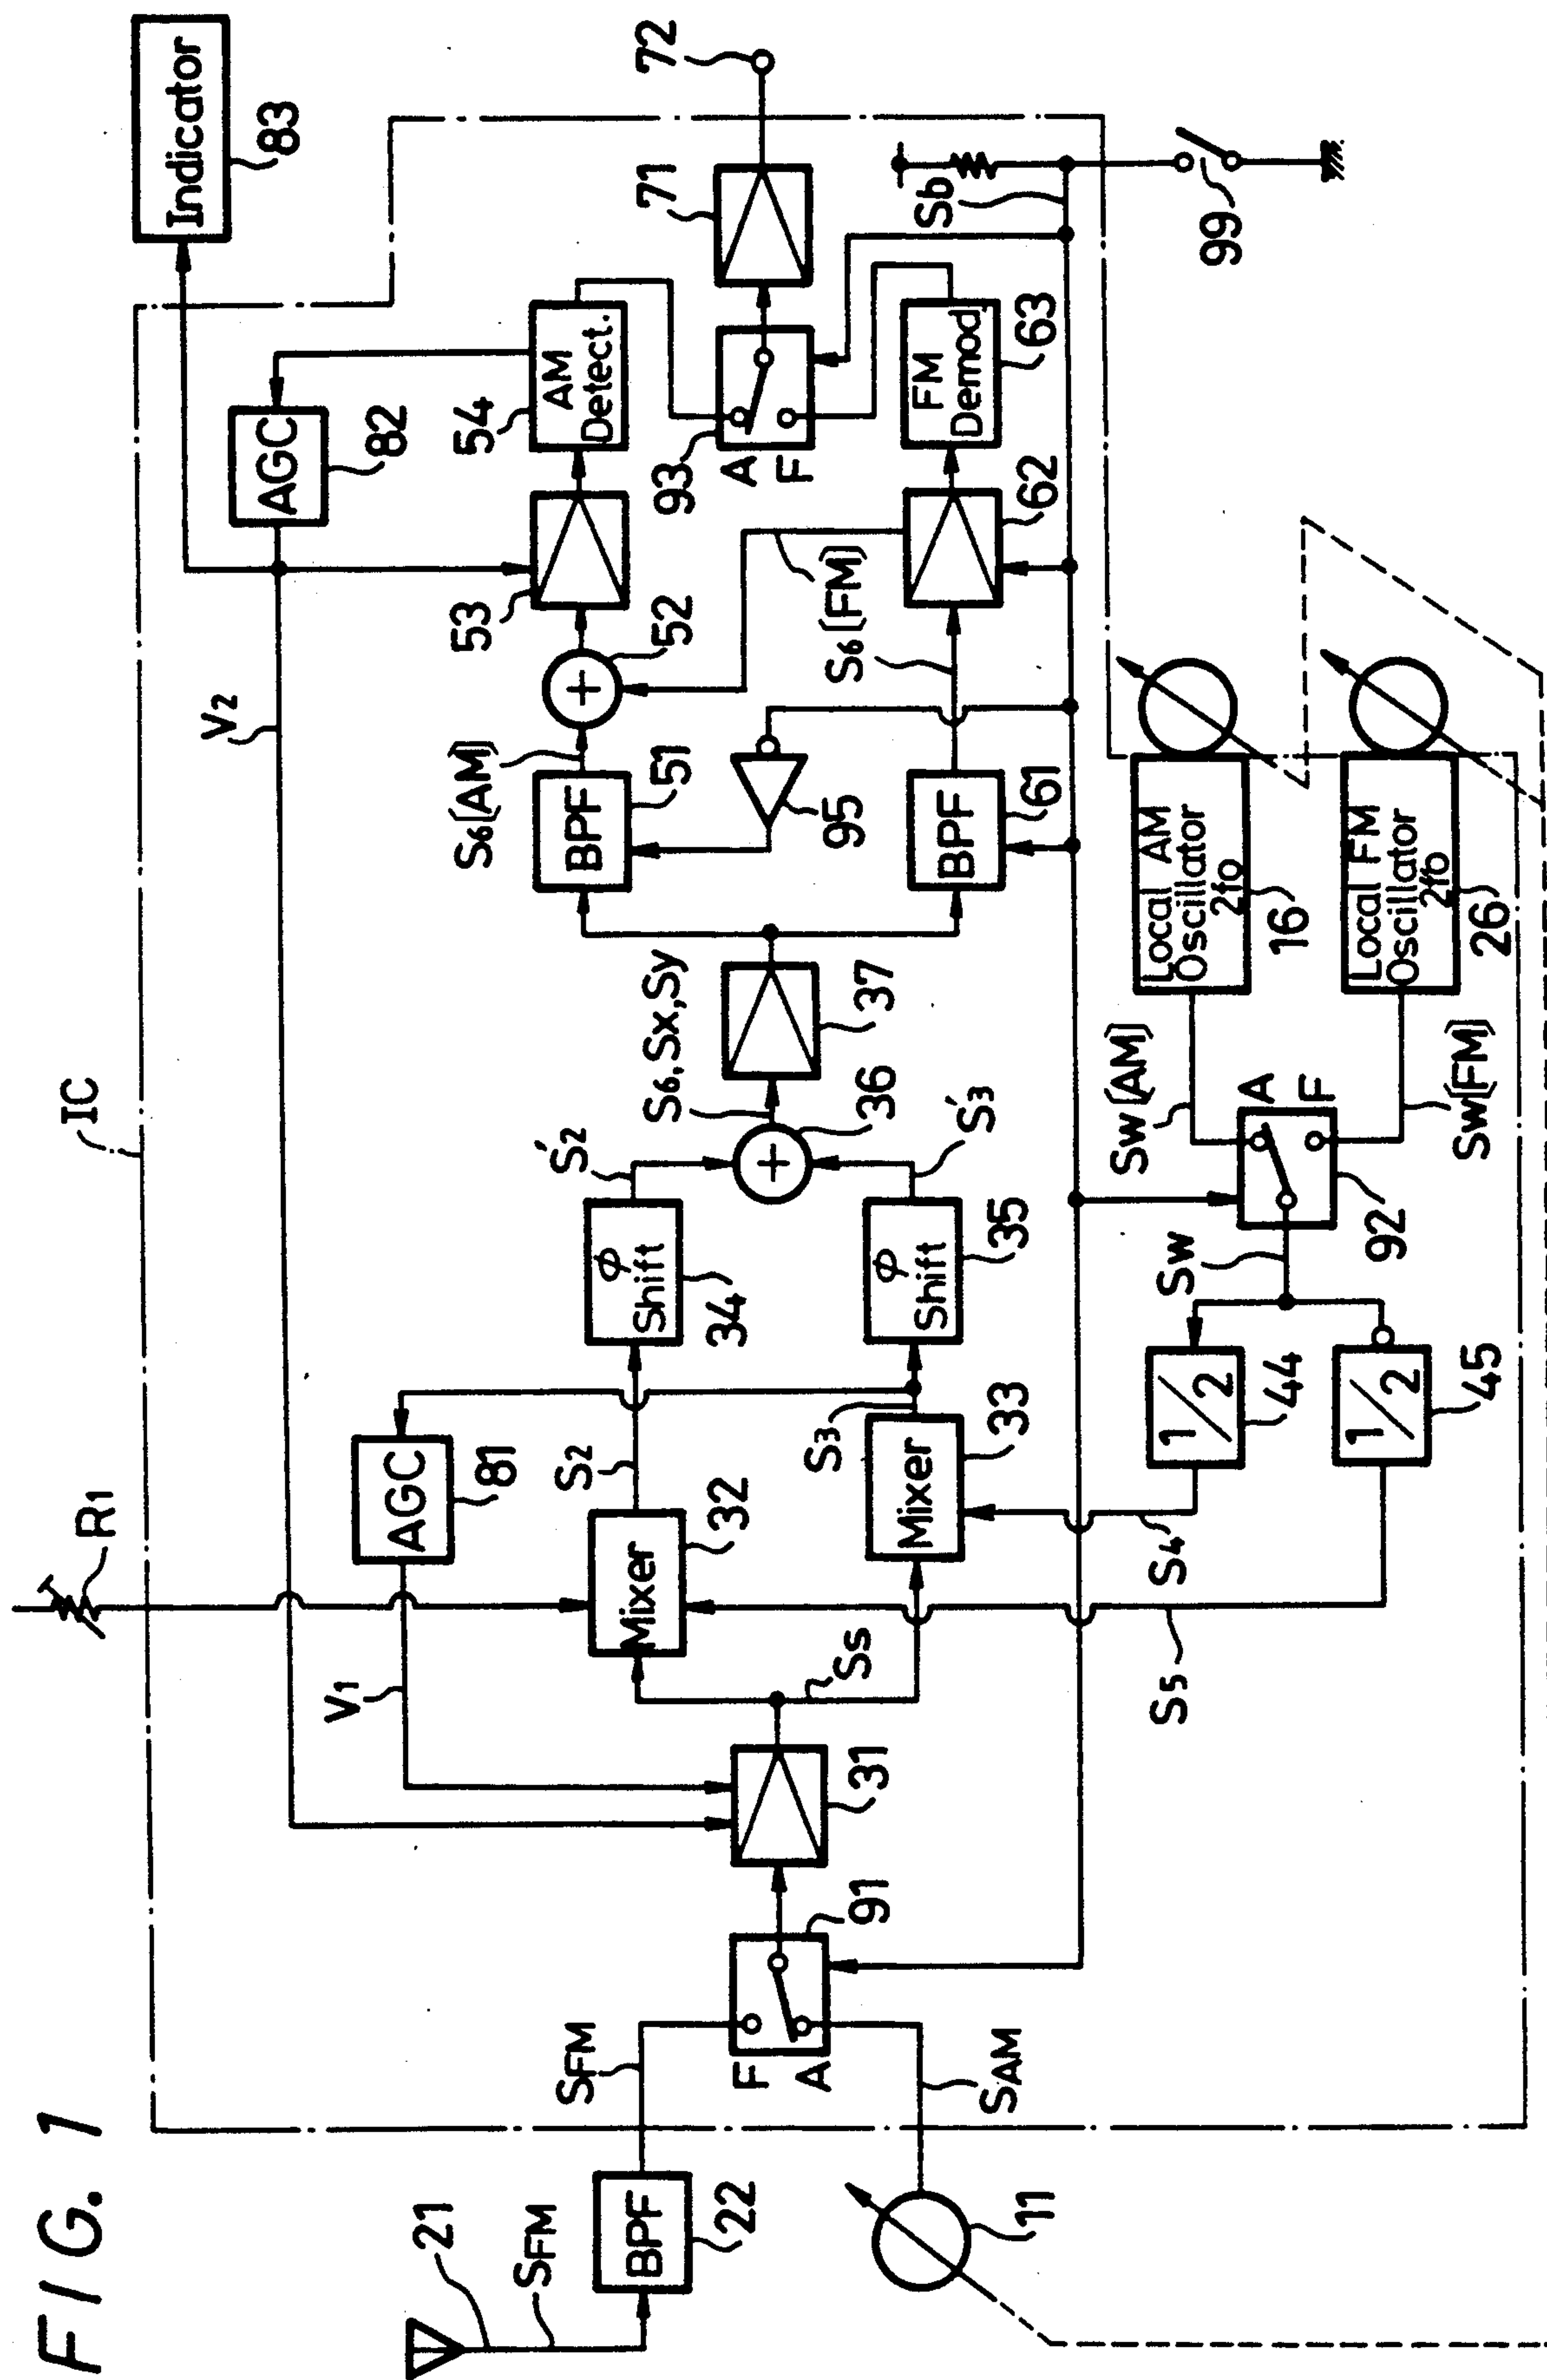 FIG. 1
IC
R1
Indicator
83
V2
V1
AGC
81
AGC
82
21
SFM
BPF
22
SFM
F
A
91
SAM
11
31
Ss
Mixer
32
S2
Mixer
33
S3
φ
Shift
34
S'2
φ
Shift
35
S'3
36
S6, Sx, Sy
37
BPF
51
S6(AM)
52
53
AM
Detect.
54
95
BPF
61
S6
(FM)
62
FM
Demod.
63
93
A
F
71
72
Sb
99
S5
S4
1/2
44
1/2
45
Sw
92
A
F
Sw(AM)
Sw(FM)
Local AM
Oscillator
2fo
16
Local FM
Oscillator
2fo
26